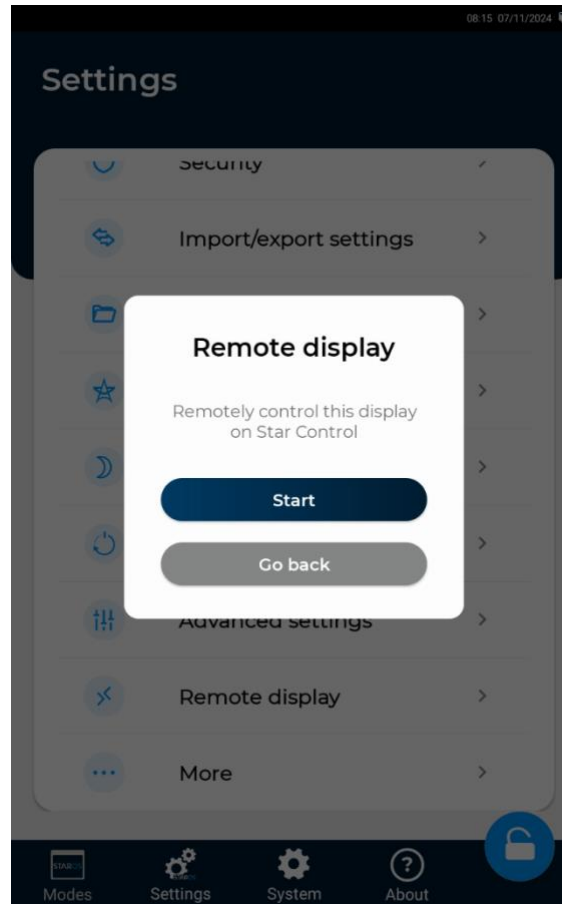 08:15 07/11/2024
Settings
Security
Import/export settings
Remote display
Remotely control this display
on Star Control
Start
Go back
Advanced settings
Remote display
More
STAROS
Modes
Settings
System
About